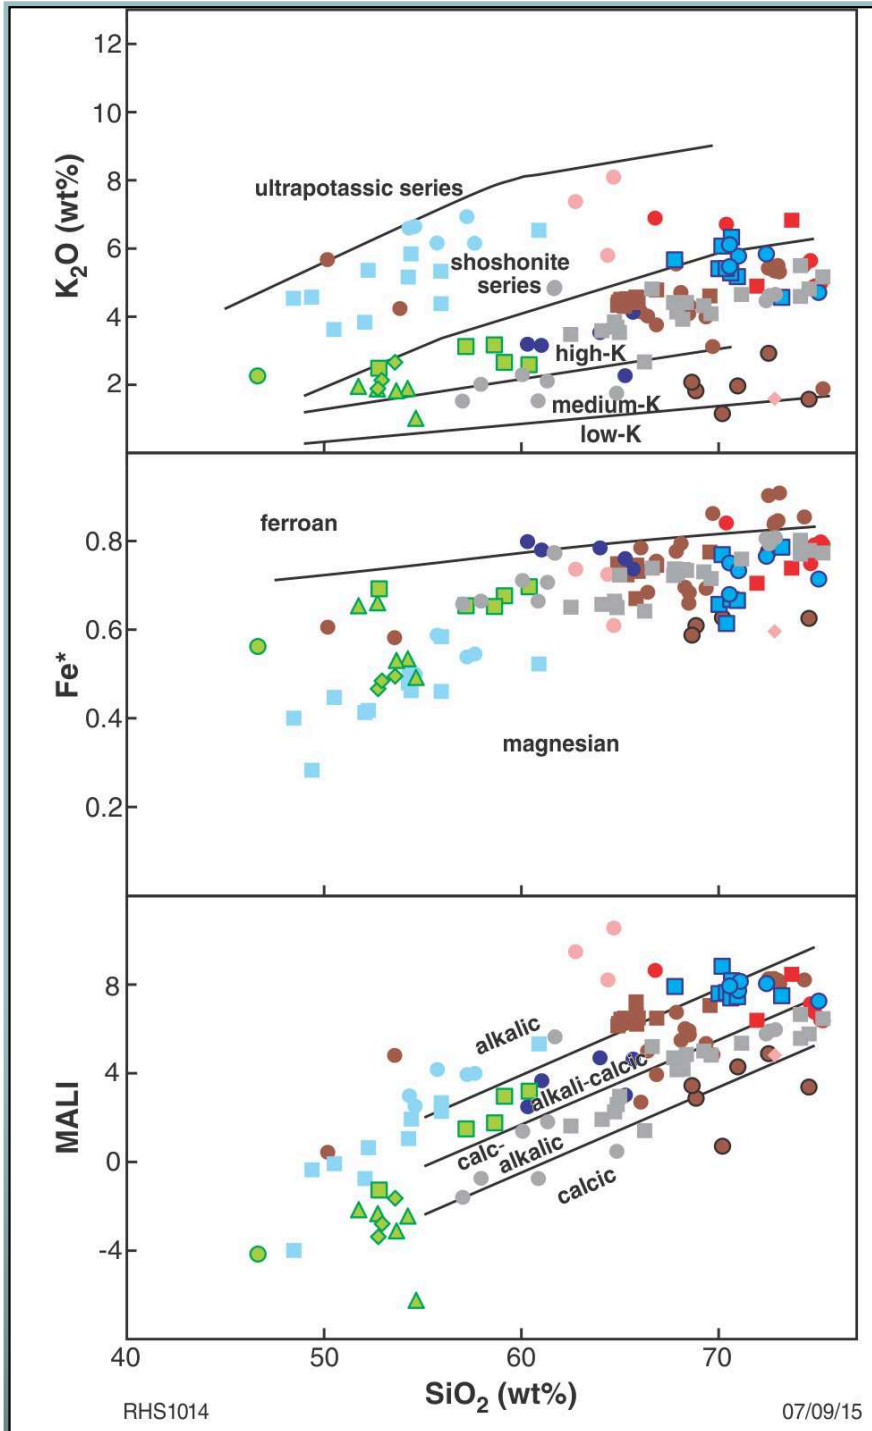 12
10
8
6
4
2
K₂O (wt%)
ultrapotassic series
shoshonite
series
high-K
medium-K
low-K
0.8
0.6
0.4
0.2
Fe*
ferroan
magnesian
8
4
0
-4
MALI
alkalic
alkali-calcic
calc-
alkalic
calcic
40
50
60
70
SiO₂ (wt%)
RHS1014
07/09/15